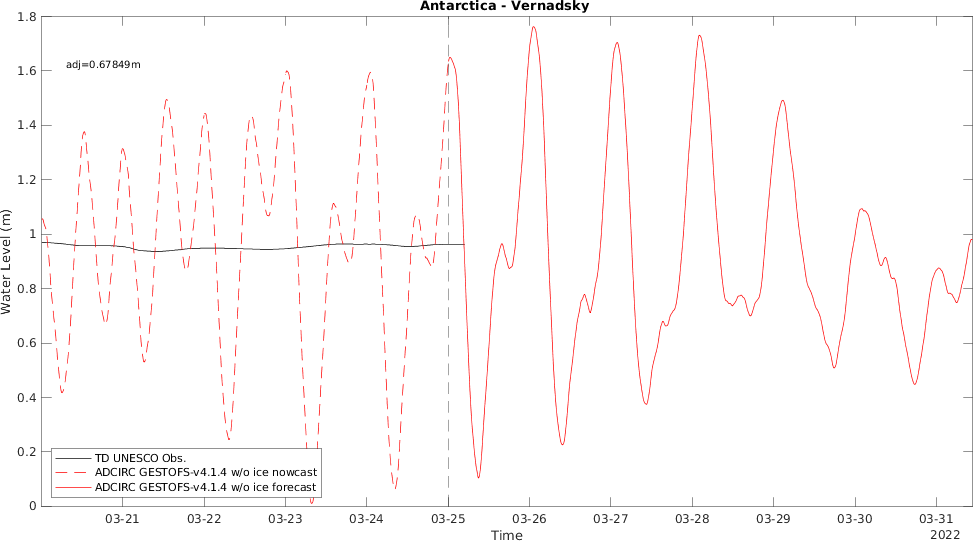 Antarctica - Vernadsky
1.8
adj=0.67849m
1.6
1.4
1.2
1
0.8
0.6
0.4
0.2
0
Water Level (m)
TD UNESCO Obs.
ADCIRC GESTOFS-v4.1.4 w/o ice nowcast
ADCIRC GESTOFS-v4.1.4 w/o ice forecast
03-21 03-22 03-23 03-24 03-25 03-26 03-27 03-28 03-29 03-30 03-31
Time
2022